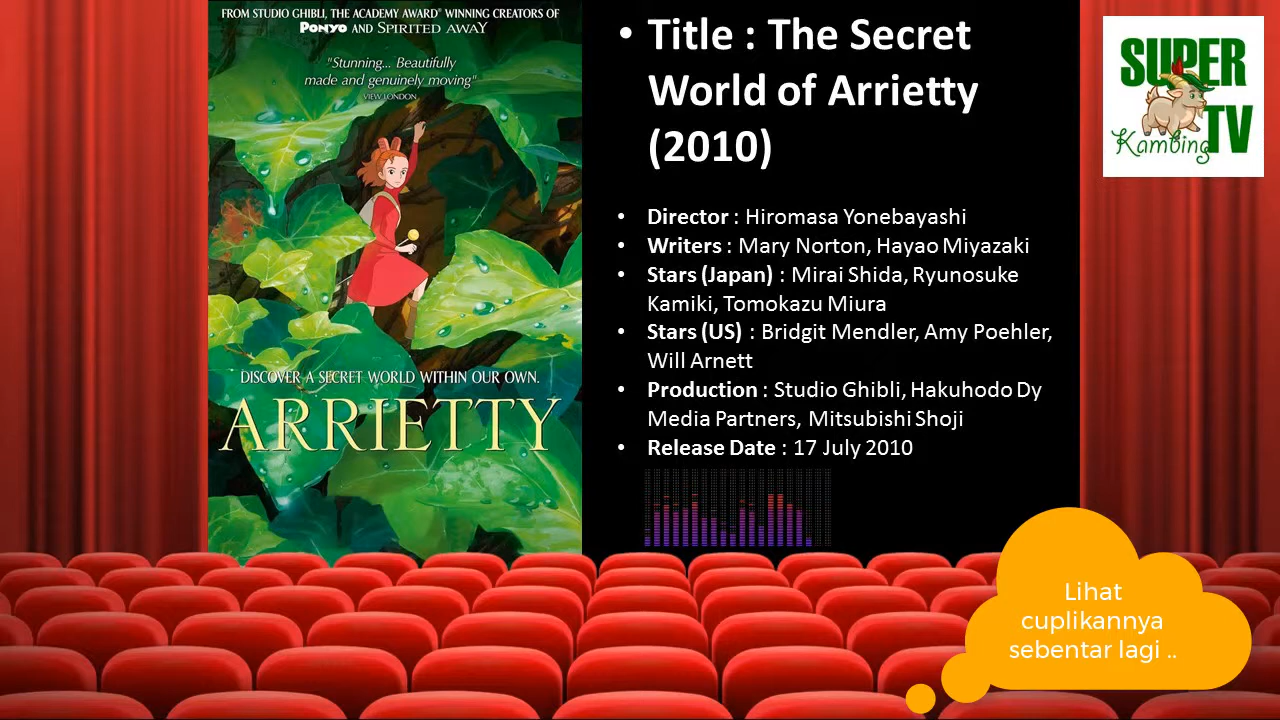 FROM STUDIO GHIBLI, THE ACADEMY AWARD® WINNING CREATORS OF
PONYO AND SPIRITED AWAY
"Stunning... Beautifully
made and genuinely moving"
VIEW LONDON
DISCOVER A SECRET WORLD WITHIN OUR OWN.
ARRIETTY
• Title : The Secret
World of Arrietty
(2010)
• Director : Hiromasa Yonebayashi
• Writers : Mary Norton, Hayao Miyazaki
• Stars (Japan) : Mirai Shida, Ryunosuke
Kamiki, Tomokazu Miura
• Stars (US) : Bridgit Mendler, Amy Poehler,
Will Arnett
• Production : Studio Ghibli, Hakuhodo Dy
Media Partners, Mitsubishi Shoji
• Release Date : 17 July 2010
SUPER
Kambing TV
Lihat
cuplikannya
sebentar lagi ..